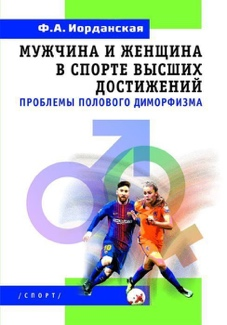 Ф.А. Иорданская
МУЖЧИНА И ЖЕНЩИНА
В СПОРТЕ ВЫСШИХ
ДОСТИЖЕНИЙ
ПРОБЛЕМЫ ПОЛОВОГО ДИМОРФИЗМА
/СПОРТ/